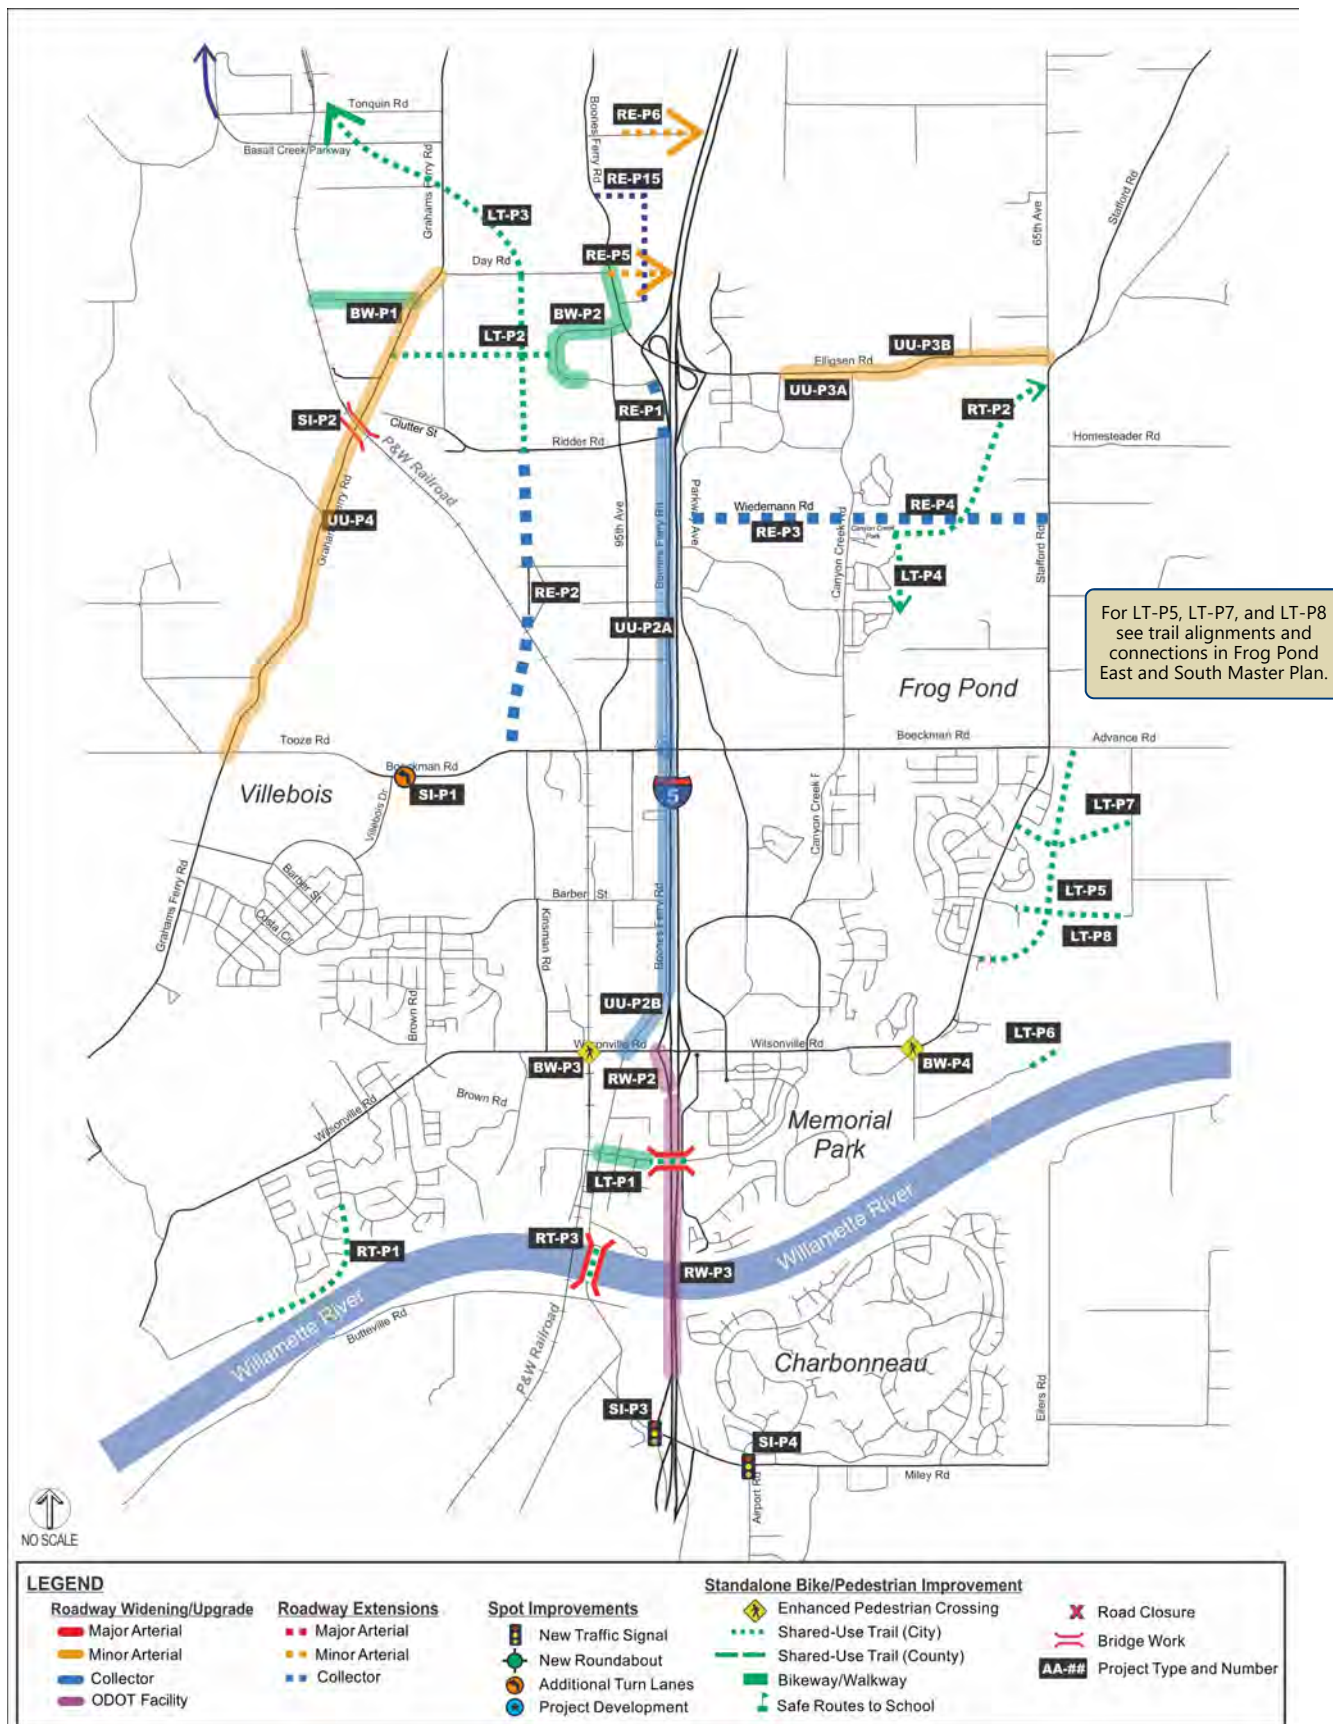 Tonquin Rd
Basalt Creek Parkway
Grahams Ferry Rd
Boones Ferry Rd
RE-P6
RE-P15
LT-P3
RE-P5
Day Rd
65th Ave
Stafford Rd
BW-P1
BW-P2
LT-P2
UU-P3B
Elligsen Rd
UU-P3A
RE-P1
RT-P2
SI-P2
Clutter St
Ridder Rd
P&W Railroad
Homesteader Rd
95th Ave
Boones Ferry Rd
Parkway Ave
Wiedemann Rd
RE-P4
RE-P3
Canyon Creek Park
Canyon Creek Rd
Stafford Rd
UU-P4
Grahams Ferry Rd
RE-P2
LT-P4
UU-P2A
For LT-P5, LT-P7, and LT-P8
see trail alignments and
connections in Frog Pond
East and South Master Plan.
Frog Pond
Tooze Rd
Boeckman Rd
Boeckman Rd
Advance Rd
Villebois
SI-P1
5
Villebois Dr
Canyon Creek F
LT-P7
LT-P5
LT-P8
Grahams Ferry Rd
Barber St
Costa Cir
Barber St
Kinsman Rd
Boones Ferry Rd
Brown Rd
UU-P2B
LT-P6
Wilsonville Rd
Wilsonville Rd
BW-P3
RW-P2
BW-P4
Wilsonville Rd
Brown Rd
Memorial
Park
LT-P1
RT-P1
RT-P3
RW-P3
Willamette River
Willamette River
Butteville Rd
P&W Railroad
Charbonneau
SI-P3
SI-P4
Eilers Rd
Miley Rd
Airport Rd
NO SCALE
LEGEND
Roadway Widening/Upgrade
Major Arterial
Minor Arterial
Collector
ODOT Facility
Roadway Extensions
Major Arterial
Minor Arterial
Collector
Spot Improvements
New Traffic Signal
New Roundabout
Additional Turn Lanes
Project Development
Standalone Bike/Pedestrian Improvement
Enhanced Pedestrian Crossing
Shared-Use Trail (City)
Shared-Use Trail (County)
Bikeway/Walkway
Safe Routes to School
Road Closure
Bridge Work
AA-## Project Type and Number